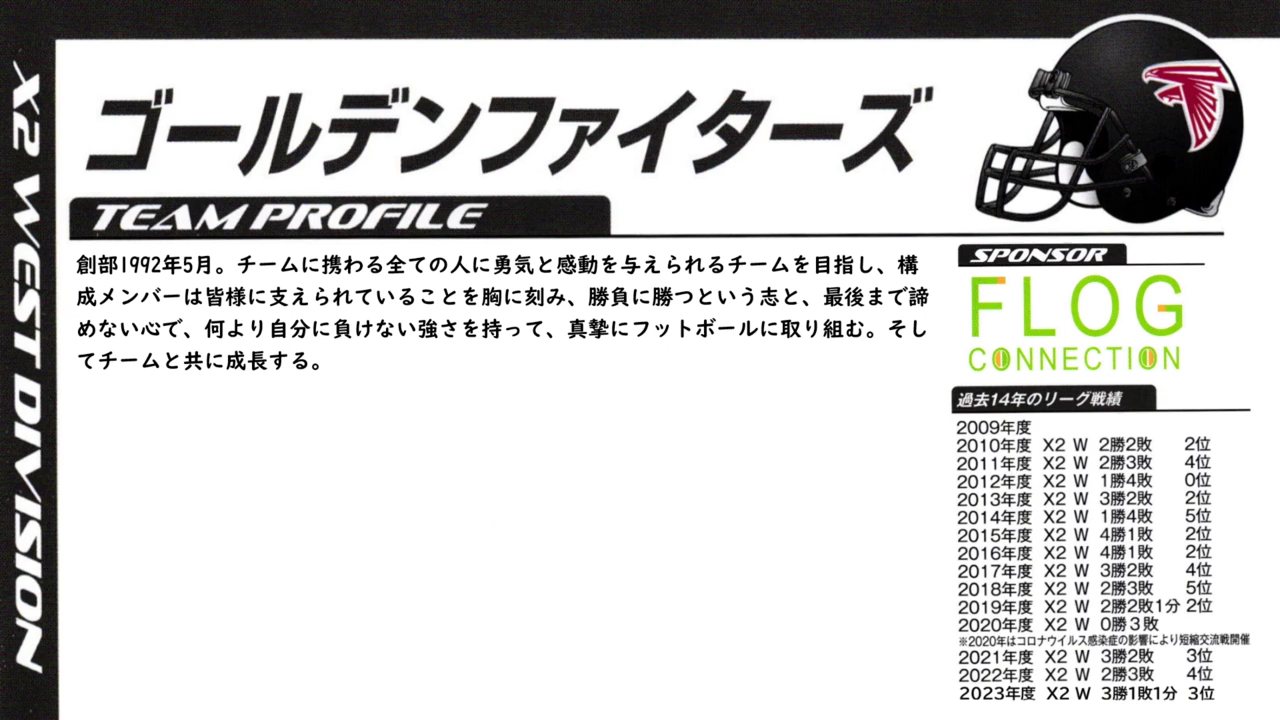 X2 WEST DIVISION
ゴールデンファイターズ
TEAM PROFILE
創部1992年5月。チームに携わる全ての人に勇気と感動を与えられるチームを目指し、構
成メンバーは皆様に支えられていることを胸に刻み、勝負に勝つという志と、最後まで諦
めない心で、何より自分に負けない強さを持って、真摯にフットボールに取り組む。そし
てチームと共に成長する。
SPONSOR
FLOG
CONNECTION
過去14年のリーグ戦績
2009年度
2010年度 X2 W 2勝2敗 2位
2011年度 X2 W 2勝3敗 4位
2012年度 X2 W 1勝4敗 0位
2013年度 X2 W 3勝2敗 2位
2014年度 X2 W 1勝4敗 5位
2015年度 X2 W 4勝1敗 2位
2016年度 X2 W 4勝1敗 2位
2017年度 X2 W 3勝2敗 4位
2018年度 X2 W 2勝3敗 5位
2019年度 X2 W 2勝2敗1分 2位
2020年度 X2 W 0勝3敗
※2020年はコロナウイルス感染症の影響により短縮交流戦開催
2021年度 X2 W 3勝2敗 3位
2022年度 X2 W 2勝3敗 4位
2023年度 X2 W 3勝1敗1分 3位